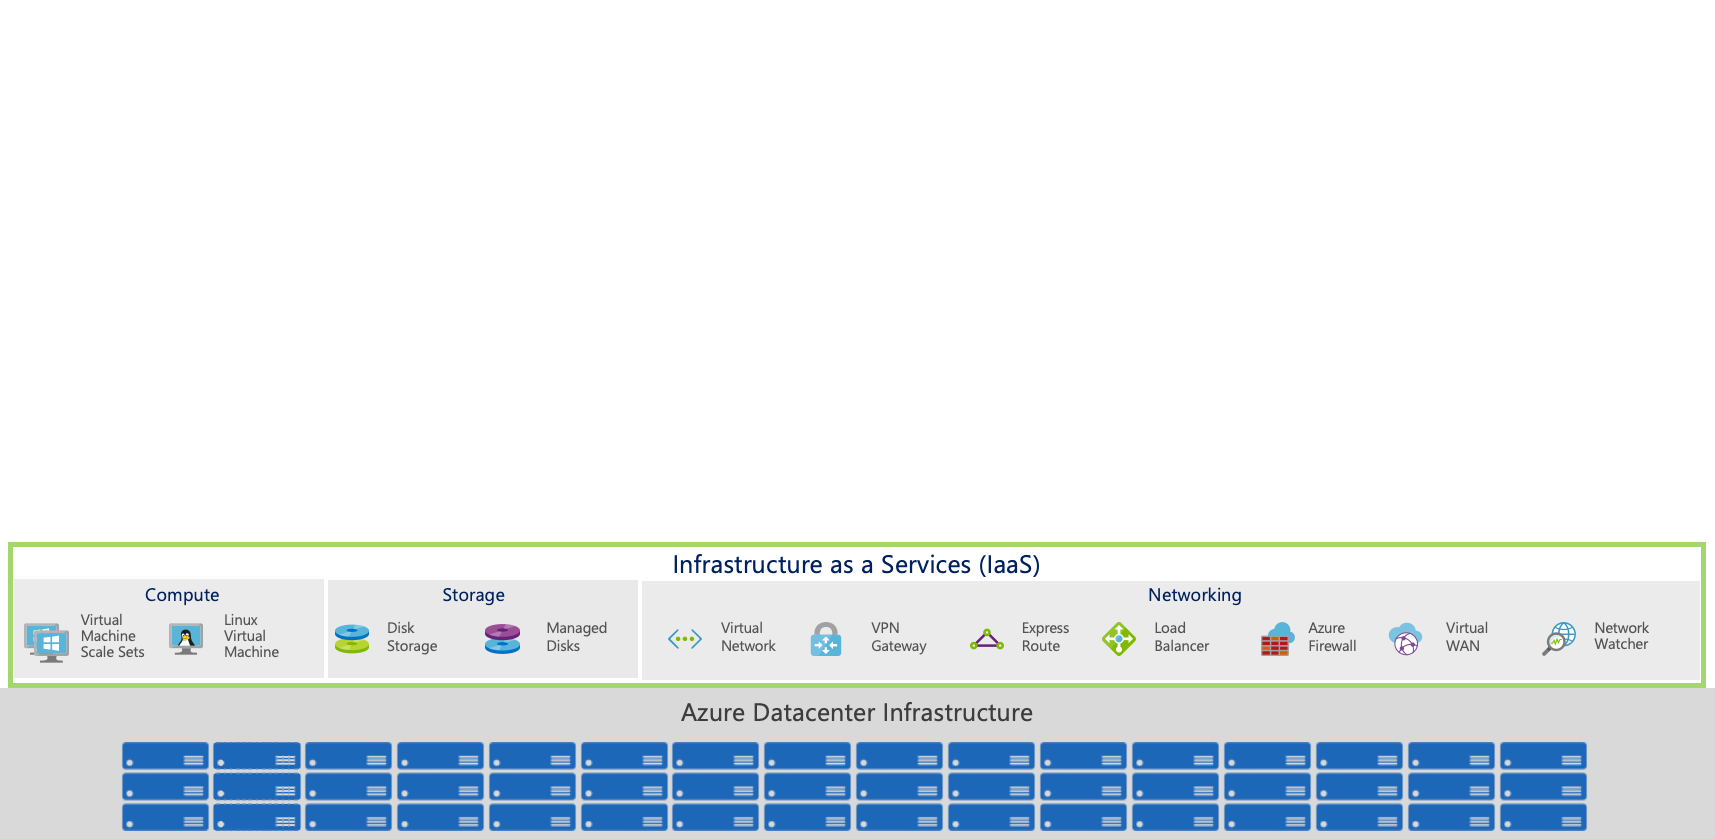 Infrastructure as a Services (IaaS)
Compute
Virtual
Machine
Scale Sets
Linux
Virtual
Machine
Storage
Disk
Storage
Managed
Disks
Networking
Virtual
Network
VPN
Gateway
Express
Route
Load
Balancer
Azure
Firewall
Virtual
WAN
Network
Watcher
Azure Datacenter Infrastructure